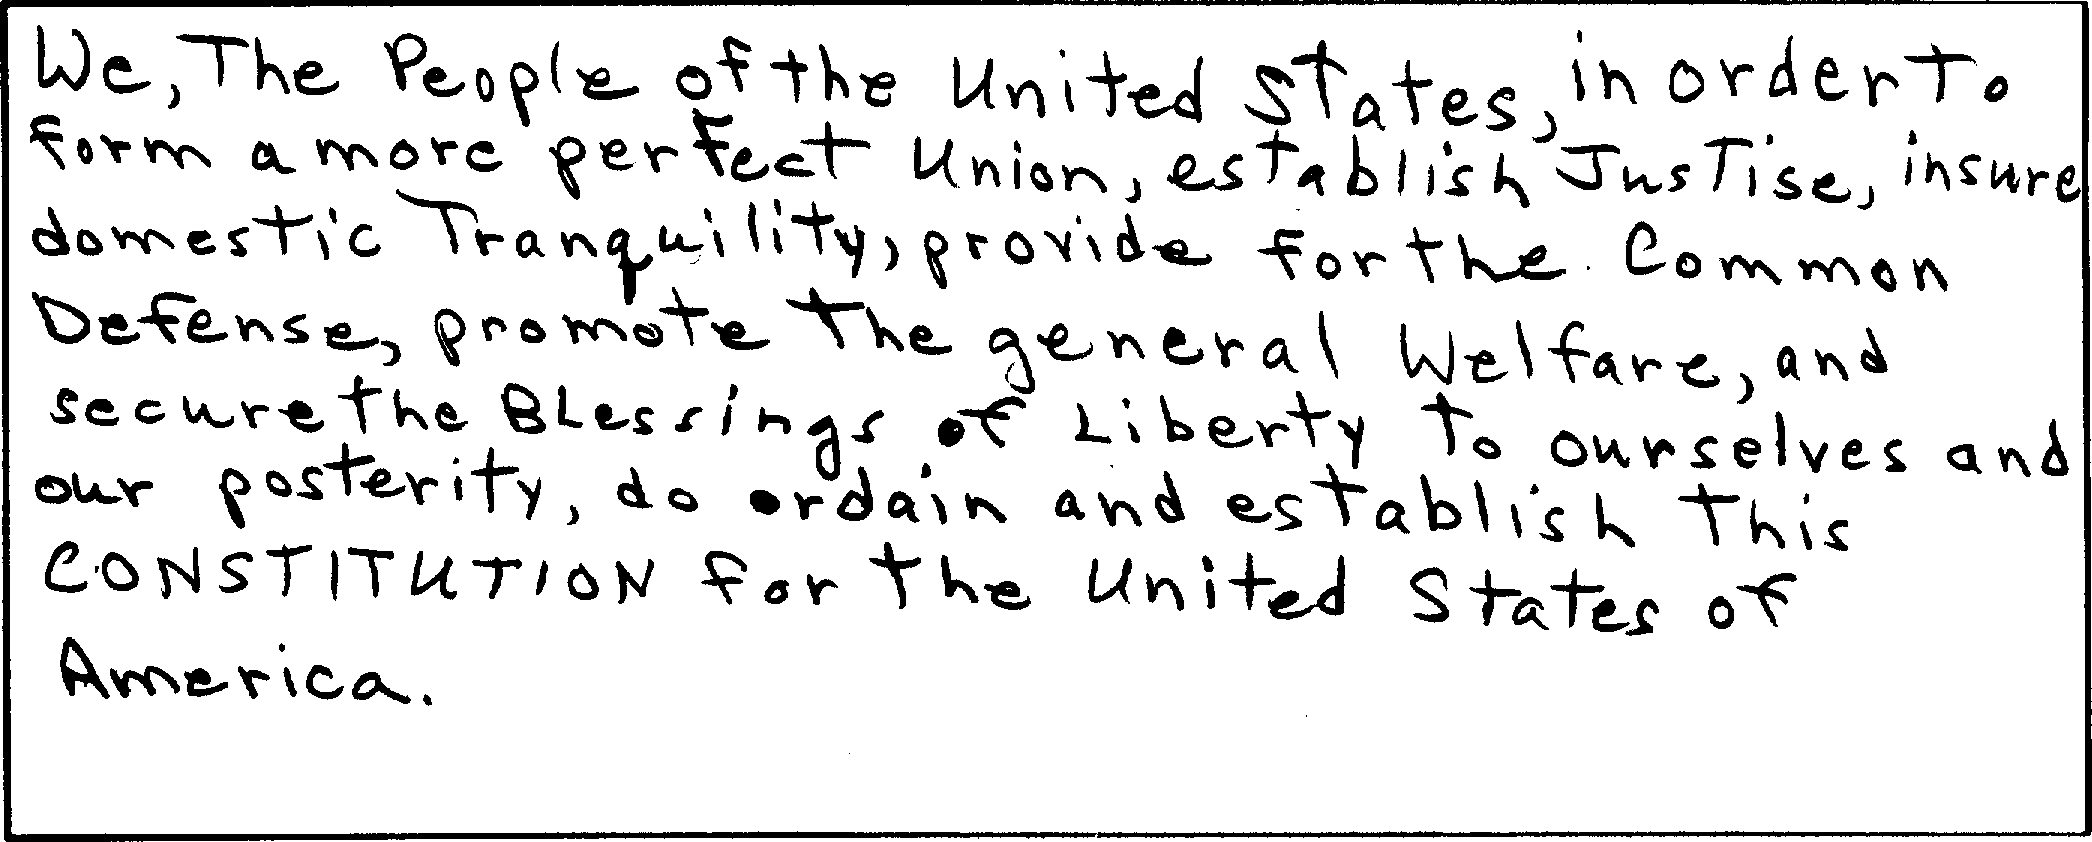 We, The People of the United States, in order To
form a more perfect Union, establish Justise, insure
domestic Tranquility, provide for the Common
Defense, promote the general Welfare, and
secure the BLessings of Liberty To ourselves and
our posterity, do ordain and establish This
CONSTITUTION for the United States of
America.